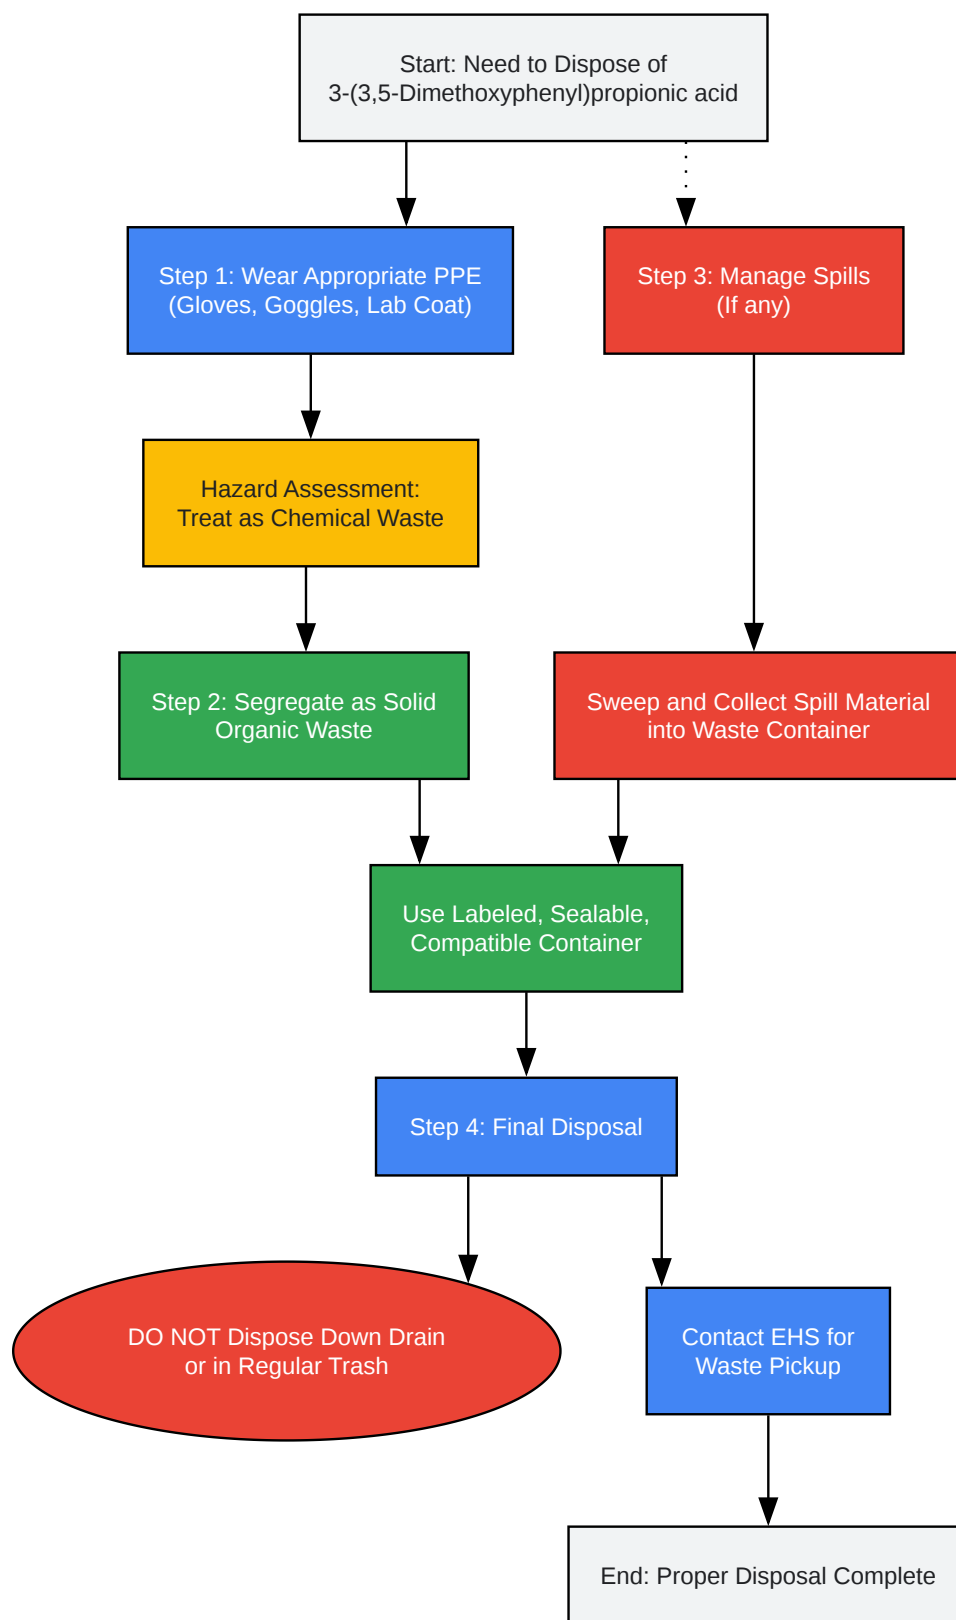 Start: Need to Dispose of
3-(3,5-Dimethoxyphenyl)propionic acid
Step 1: Wear Appropriate PPE
(Gloves, Goggles, Lab Coat)
Step 3: Manage Spills
(If any)
Hazard Assessment:
Treat as Chemical Waste
Step 2: Segregate as Solid
Organic Waste
Sweep and Collect Spill Material
into Waste Container
Use Labeled, Sealable,
Compatible Container
Step 4: Final Disposal
DO NOT Dispose Down Drain
or in Regular Trash
Contact EHS for
Waste Pickup
End: Proper Disposal Complete